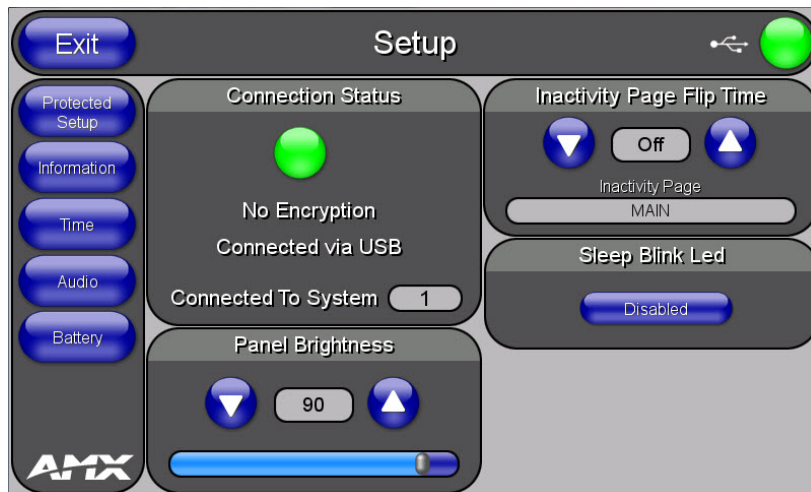 Exit
Setup
Protected
Setup
Information
Time
Audio
Battery
AMX
Connection Status
No Encryption
Connected via USB
Connected To System 1
Panel Brightness
90
Inactivity Page Flip Time
Off
Inactivity Page
MAIN
Sleep Blink Led
Disabled